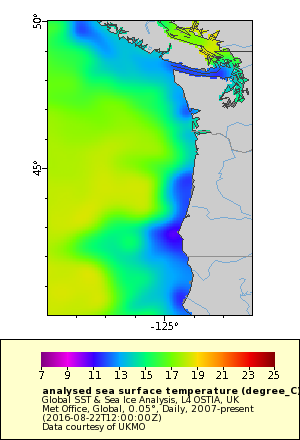 50°
45°
-125°
7 9 11 13 15 17 19 21 23 25
analysed sea surface temperature (degree_C)
Global SST & Sea Ice Analysis, L4 OSTIA, UK
Met Office, Global, 0.05°, Daily, 2007-present
(2016-08-22T12:00:00Z)
Data courtesy of UKMO